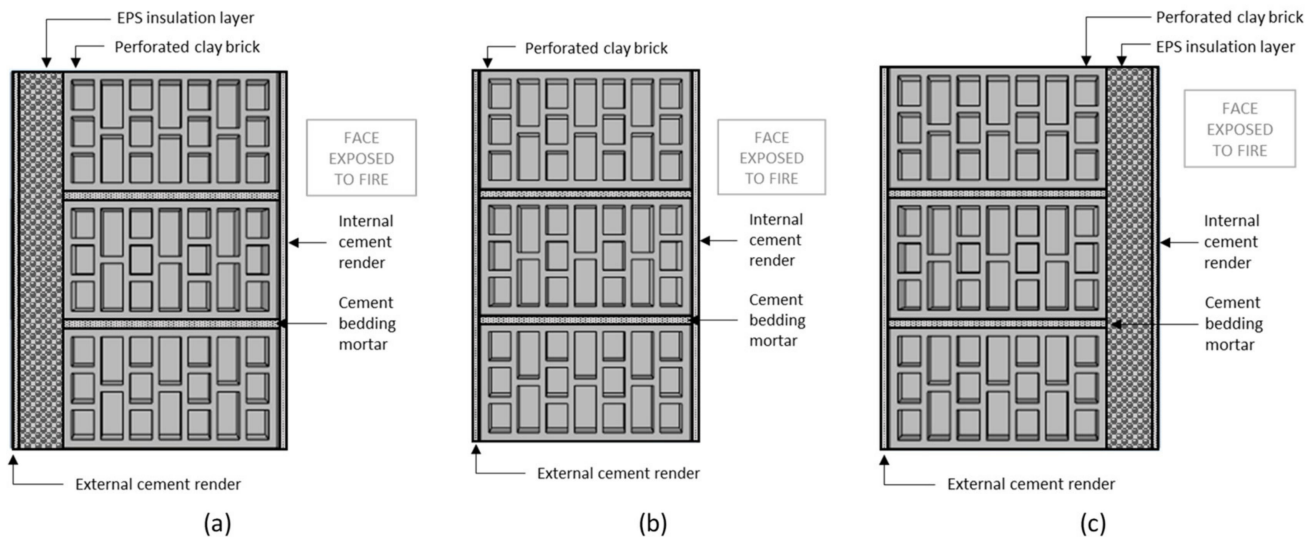 EPS insulation layer
Perforated clay brick
FACE
EXPOSED
TO FIRE
Internal
cement
render
Cement
bedding
mortar
External cement render
(a)
Perforated clay brick
FACE
EXPOSED
TO FIRE
Internal
cement
render
Cement
bedding
mortar
External cement render
(b)
Perforated clay brick
EPS insulation layer
FACE
EXPOSED
TO FIRE
Internal
cement
render
Cement
bedding
mortar
External cement render
(c)